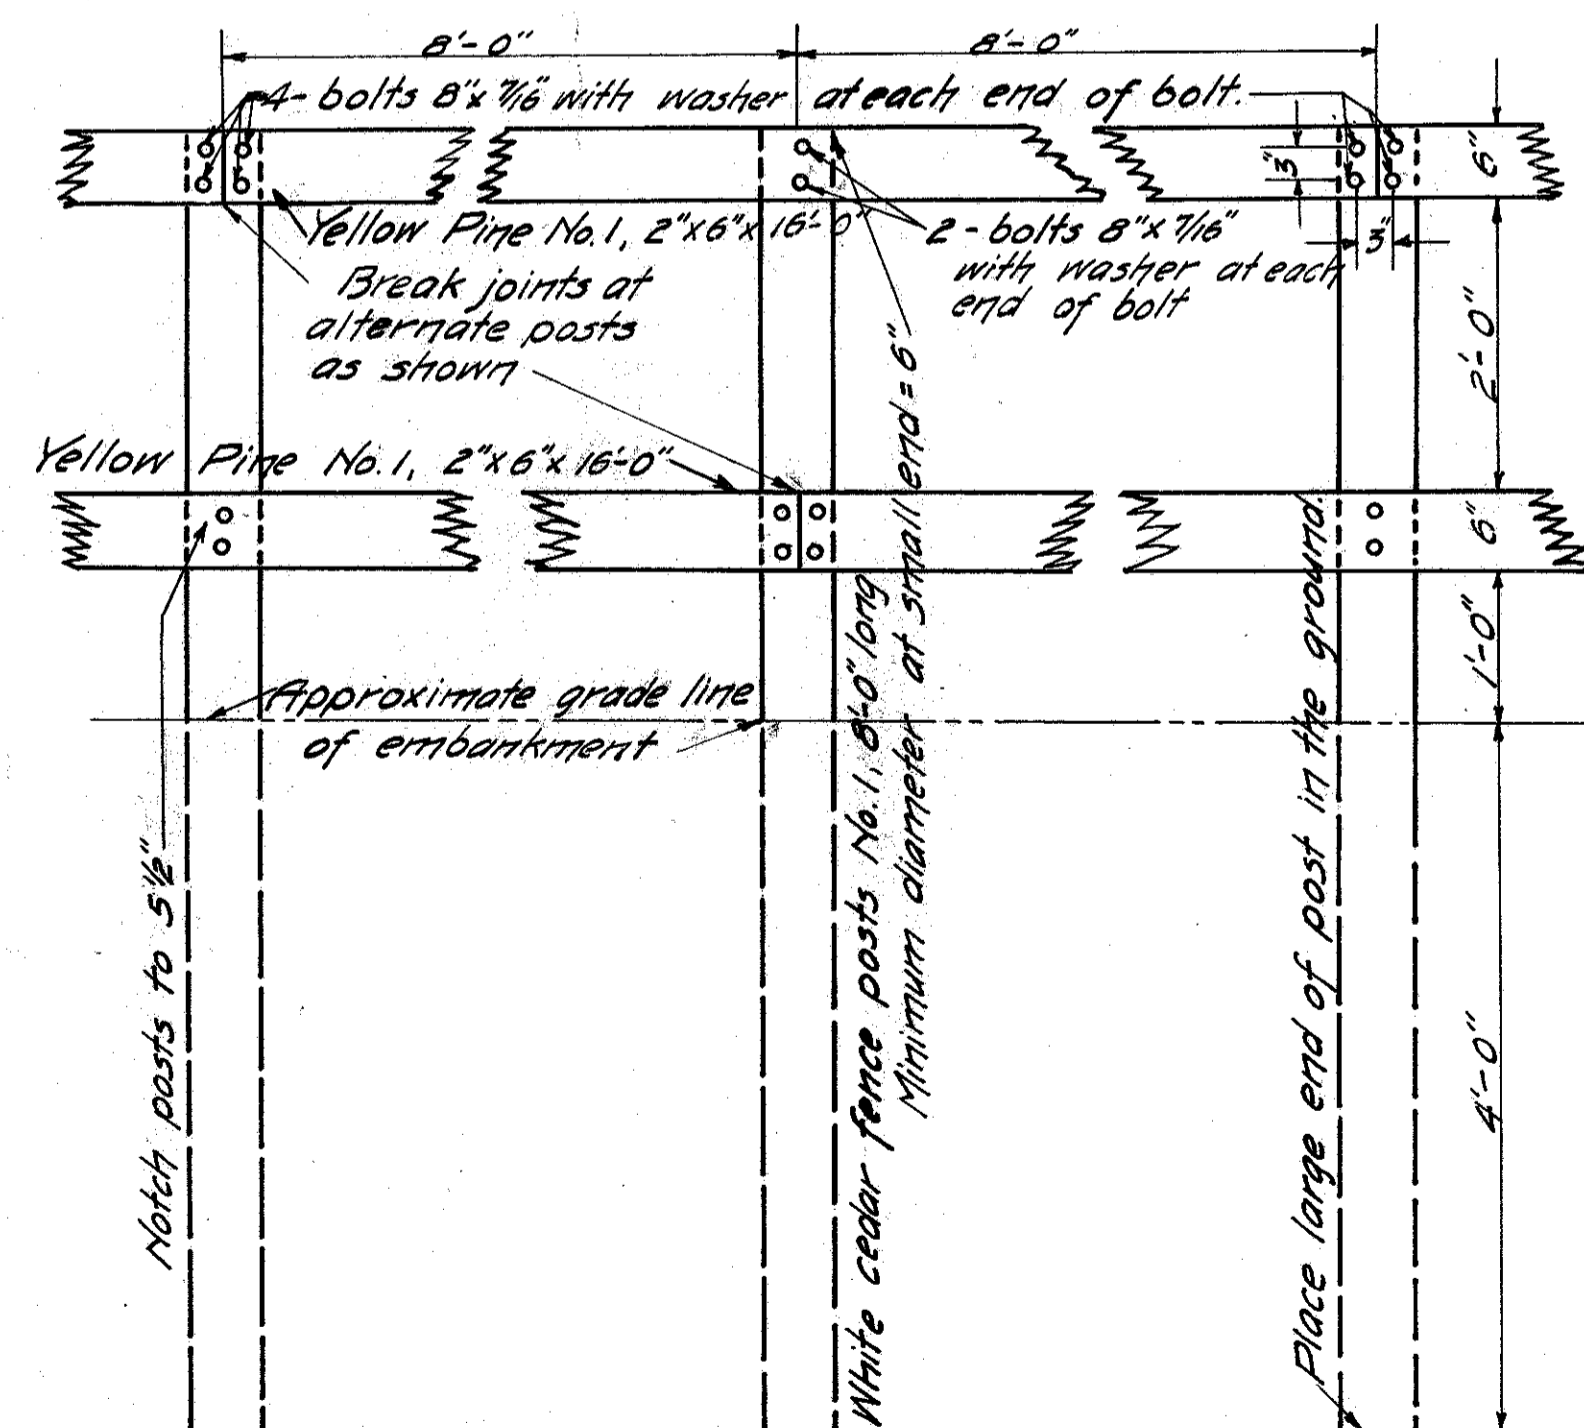 8'-0"
8'-0"
4-bolts 8"x 7/16" with washer at each end of bolt.
3"
6"
Yellow Pine No.1, 2"x6"x 16'-0"
2-bolts 8"x 7/16"
with washer at each
end of bolt
3"
Break joints at
alternate posts
as shown
2'-0"
Yellow Pine No.1, 2"x6"x 16'-0"
6"
1'-0"
Approximate grade line
of embankment
Notch posts to 5½"
White cedar fence posts No.1, 8'-0" long
Minimum diameter at small end = 6"
Place large end of post in the ground.
4'-0"